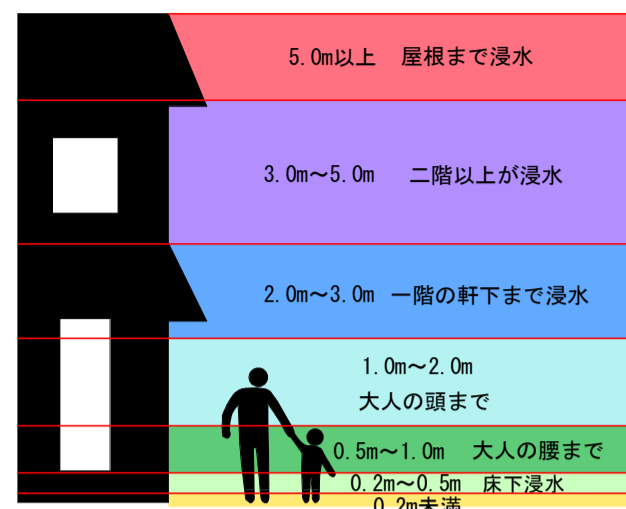 5.0m以上 屋根まで浸水
3.0m～5.0m 二階以上が浸水
2.0m～3.0m 一階の軒下まで浸水
1.0m～2.0m
大人の頭まで
0.5m～1.0m 大人の腰まで
0.2m～0.5m 床下浸水
0.2m未満